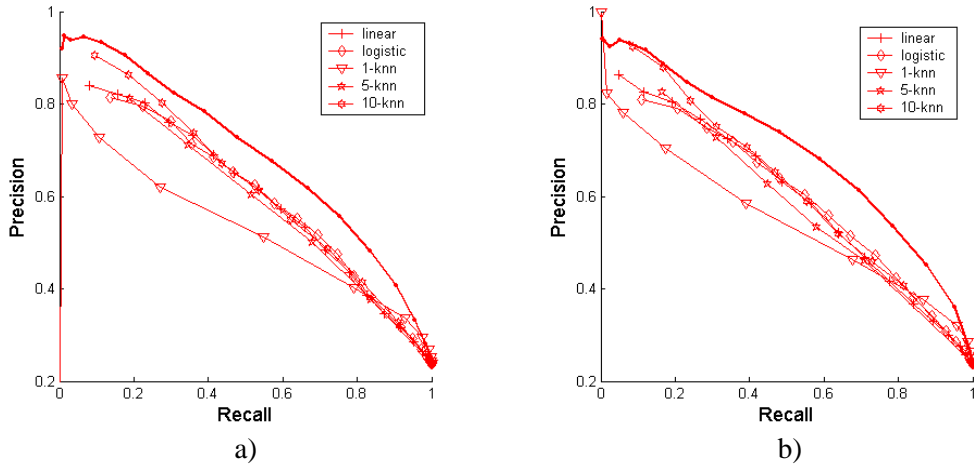 1
0.8
0.6
0.4
0.2
0
0.2
0.4
0.6
0.8
1
Precision
Recall
linear
logistic
1-knn
5-knn
10-knn
a)
1
0.8
0.6
0.4
0.2
0
0.2
0.4
0.6
0.8
1
Precision
Recall
linear
logistic
1-knn
5-knn
10-knn
b)